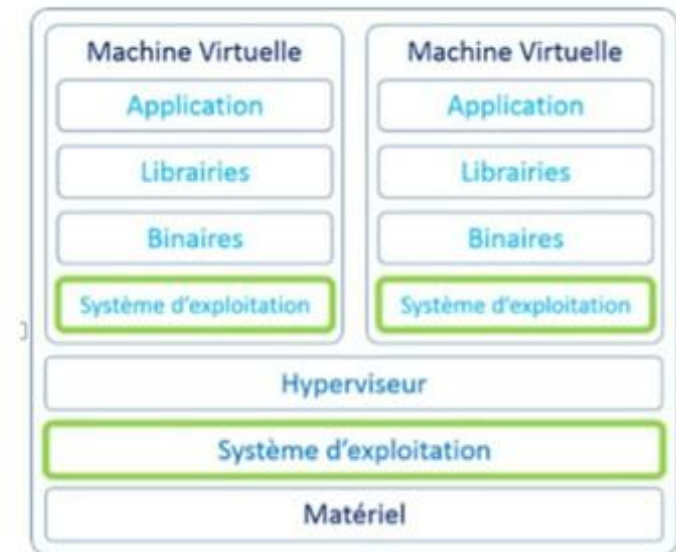 Machine Virtuelle
Application
Librairies
Binaires
Système d'exploitation
Machine Virtuelle
Application
Librairies
Binaires
Système d'exploitation
Hyperviseur
Système d'exploitation
Matériel